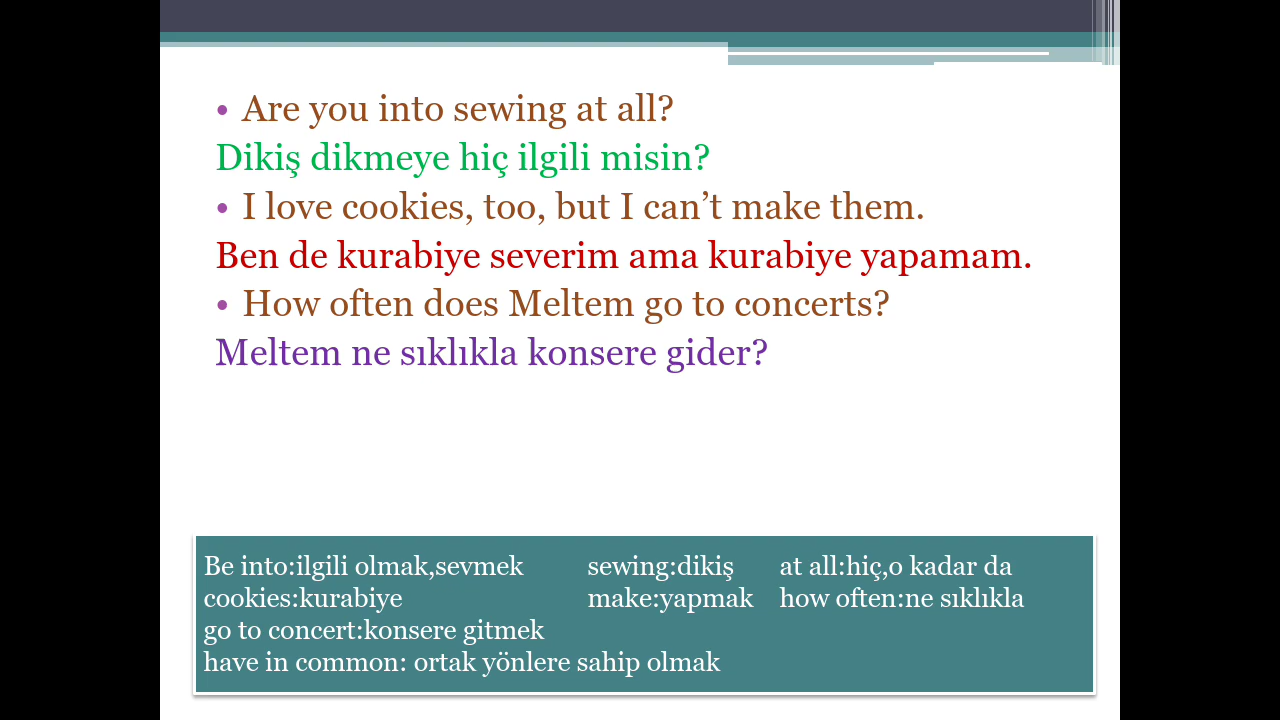 • Are you into sewing at all?
Dikiş dikmeye hiç ilgili misin?
• I love cookies, too, but I can’t make them.
Ben de kurabiye severim ama kurabiye yapamam.
• How often does Meltem go to concerts?
Meltem ne sıklıkla konsere gider?
Be into:ilgili olmak,sevmek sewing:dikiş at all:hiç,o kadar da
cookies:kurabiye make:yapmak how often:ne sıklıkla
go to concert:konsere gitmek
have in common: ortak yönlere sahip olmak